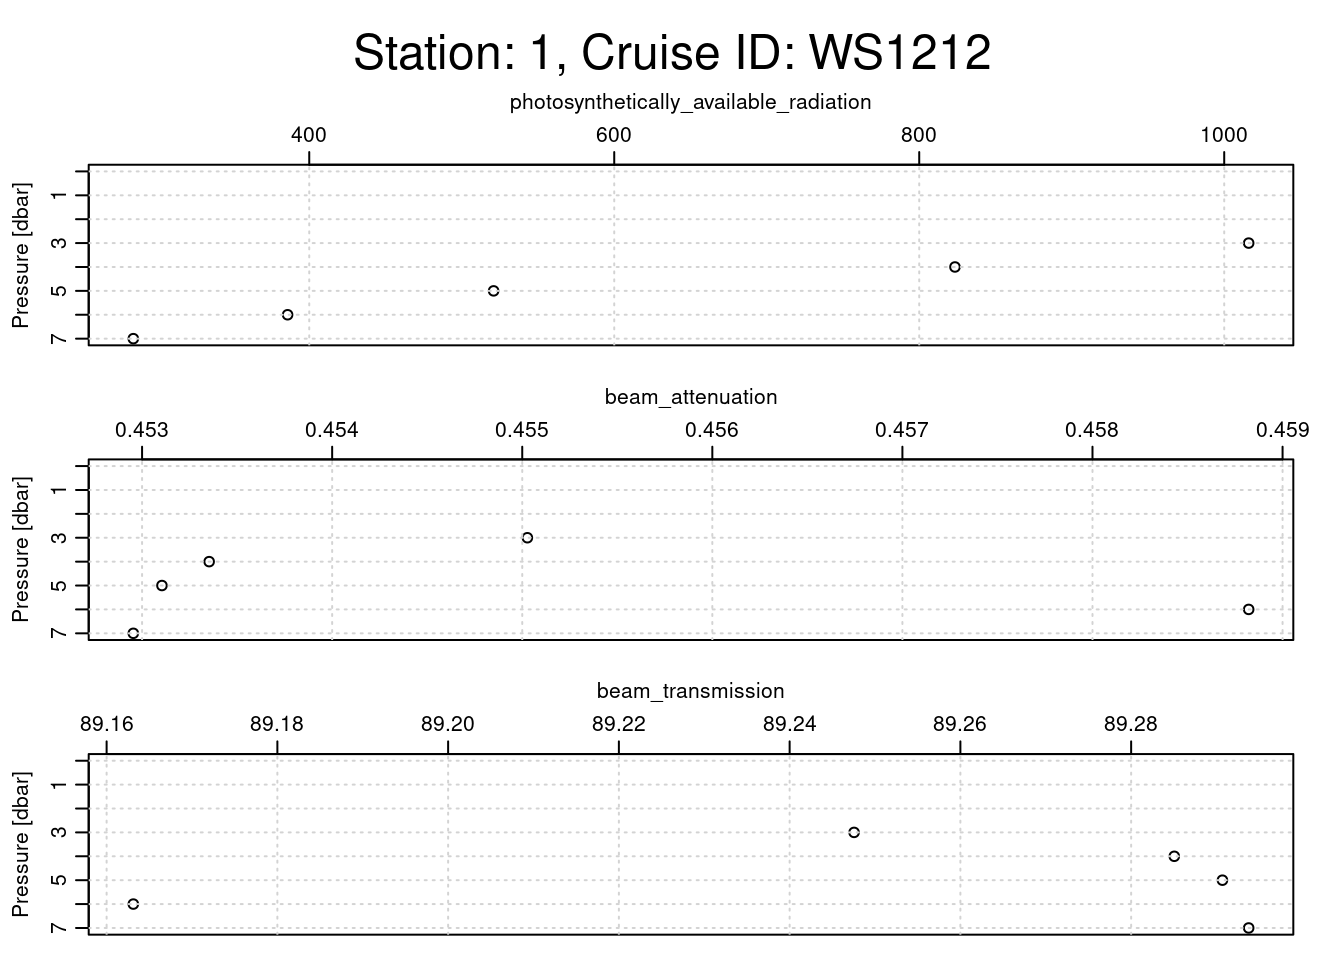 Station: 1, Cruise ID: WS1212
photosynthetically_available_radiation
400 600 800 1000
Pressure [dbar]
1
3
5
7
beam_attenuation
0.453 0.454 0.455 0.456 0.457 0.458 0.459
Pressure [dbar]
1
3
5
7
beam_transmission
89.16 89.18 89.20 89.22 89.24 89.26 89.28
Pressure [dbar]
1
3
5
7